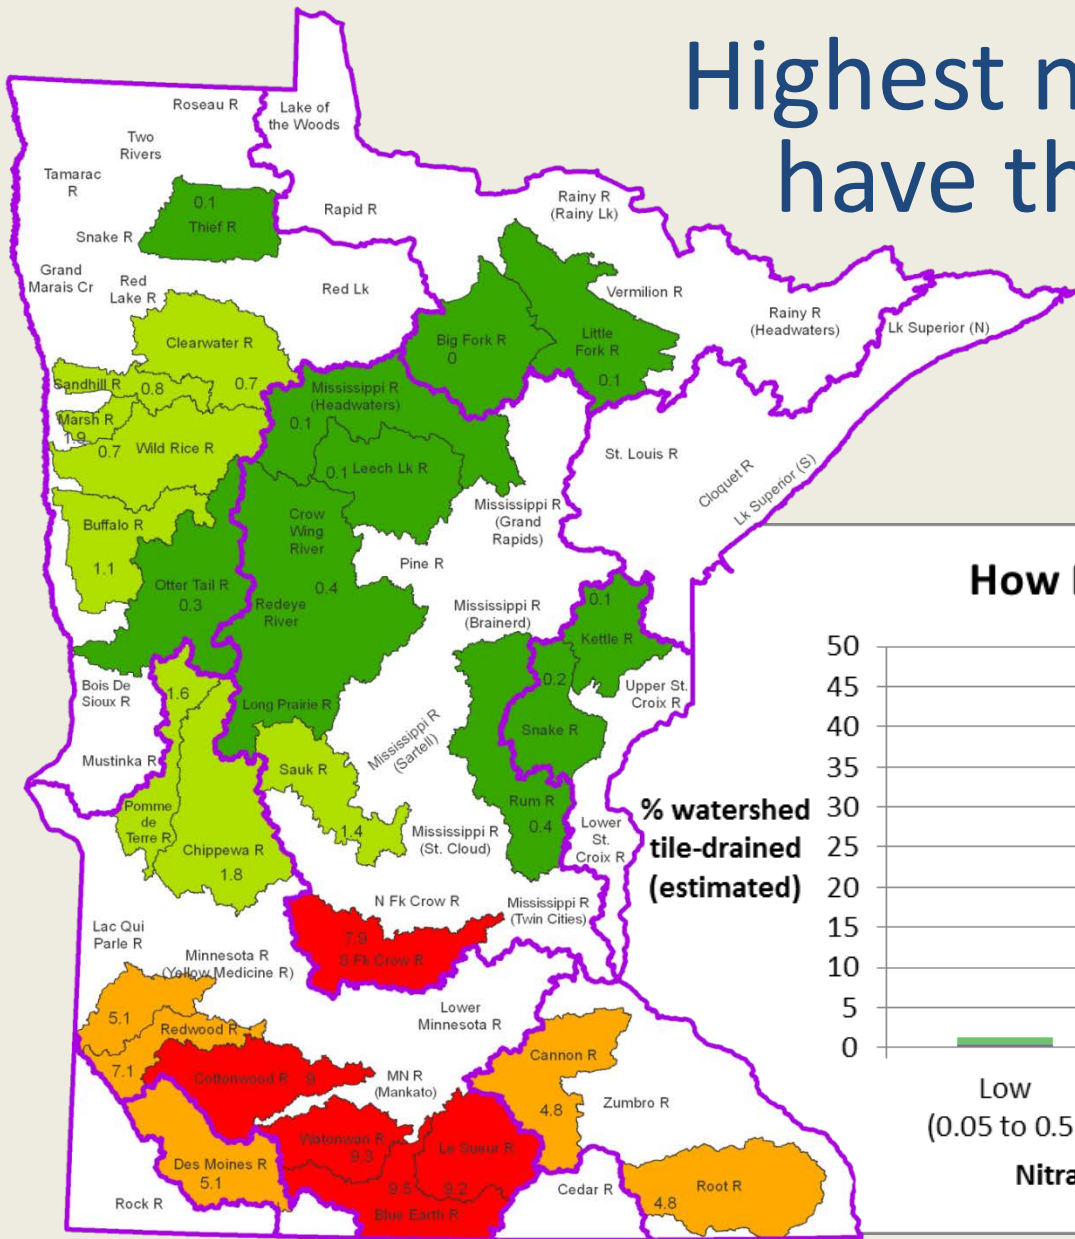 Highest n
have th
Roseau R
Lake of
the Woods
Two
Rivers
Tamarac
R
0.1
Thief R
Rapid R
Rainy R
(Rainy Lk)
Snake R
Grand
Marais Cr
Red
Lake R
Red Lk
Vermilion R
Rainy R
(Headwaters)
Lk Superior (N)
Clearwater R
Big Fork R
0
Little
Fork R
0.1
Sandhill R
0.8
0.7
Mississippi R
(Headwaters)
0.1
Marsh R
1.9
0.7
Wild Rice R
0.1
Leech Lk R
St. Louis R
Cloquet R
Lk Superior (S)
Buffalo R
1.1
Crow
Wing
River
0.4
Mississippi R
(Grand
Rapids)
Pine R
Otter Tail R
0.3
Redeye
River
Mississippi R
(Brainerd)
0.1
Kettle R
0.2
Bois De
Sioux R
1.6
Long Prairie R
Upper St.
Croix R
Snake R
Mississippi R
(Sartell)
Mustinka R
Sauk R
1.4
Pomme
de
Terre R
Chippewa R
1.8
Rum R
0.4
Mississippi R
(St. Cloud)
Lower
St.
Croix R
N Fk Crow R
Mississippi R
(Twin Cities)
7.9
S Fk Crow R
Lac Qui
Parle R
Minnesota R
(Yellow Medicine R)
Lower
Minnesota R
5.1
Redwood R
7.1
Cottonwood R
9
MN R
(Mankato)
Cannon R
4.8
Zumbro R
Watonwan R
9.3
Le Sueur R
9.5
9.2
Blue Earth R
Des Moines R
5.1
Rock R
Cedar R
Root R
4.8
How
% watershed
tile-drained
(estimated)
50
45
40
35
30
25
20
15
10
5
0
Low
(0.05 to 0.5
Nitra